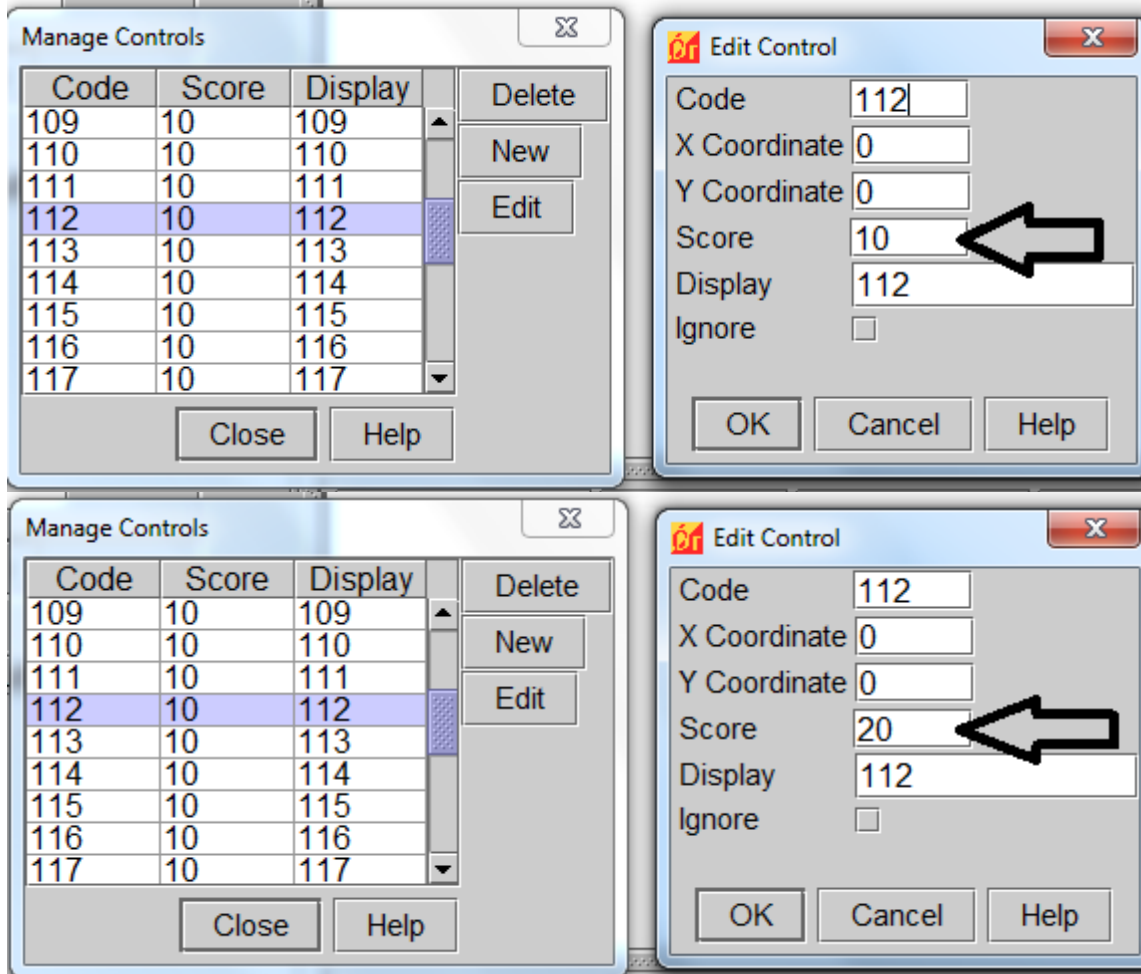 Manage Controls
Code Score Display
109 10 109
110 10 110
111 10 111
112 10 112
113 10 113
114 10 114
115 10 115
116 10 116
117 10 117
Delete
New
Edit
Close Help
Ór Edit Control
Code 112
X Coordinate 0
Y Coordinate 0
Score 10
Display 112
Ignore
OK Cancel Help
Manage Controls
Code Score Display
109 10 109
110 10 110
111 10 111
112 10 112
113 10 113
114 10 114
115 10 115
116 10 116
117 10 117
Delete
New
Edit
Close Help
Ór Edit Control
Code 112
X Coordinate 0
Y Coordinate 0
Score 20
Display 112
Ignore
OK Cancel Help